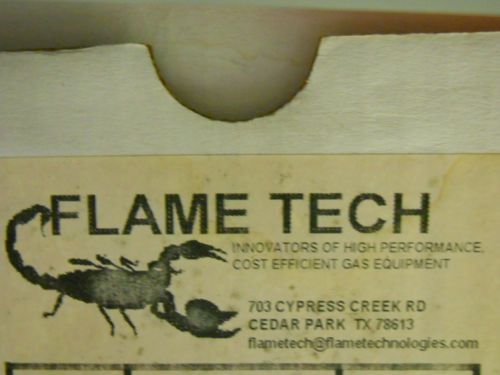 FLAME TECH
INNOVATORS OF HIGH PERFORMANCE,
COST EFFICIENT GAS EQUIPMENT
703 CYPRESS CREEK RD
CEDAR PARK TX 78613
flametech@flametechnologies.com